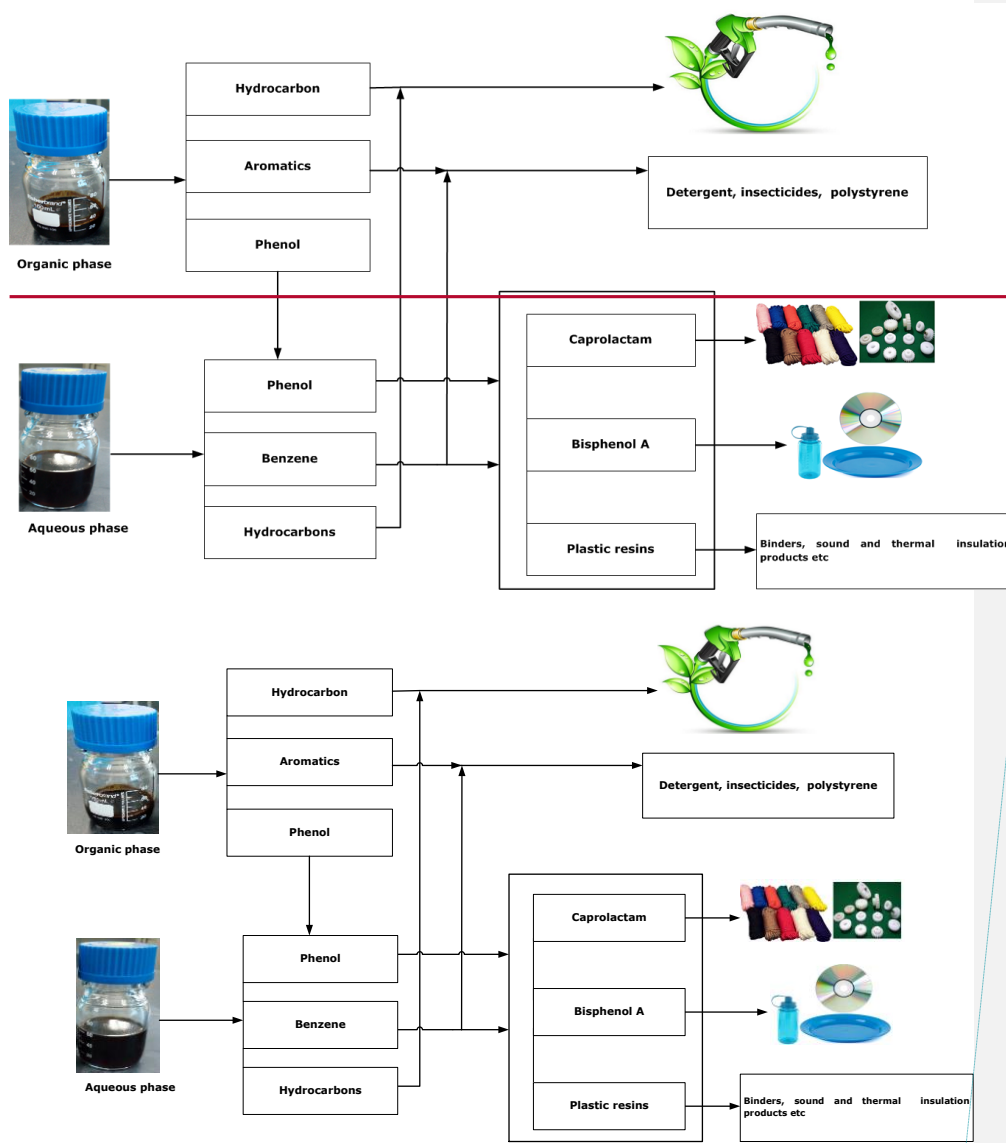 Hydrocarbon
Aromatics
Detergent, insecticides, polystyrene
Phenol
Organic phase
Caprolactam
Phenol
Bisphenol A
Benzene
Aqueous phase
Hydrocarbons
Plastic resins
Binders, sound and thermal insulation
products etc
Hydrocarbon
Aromatics
Detergent, insecticides, polystyrene
Phenol
Organic phase
Caprolactam
Phenol
Bisphenol A
Benzene
Aqueous phase
Hydrocarbons
Plastic resins
Binders, sound and thermal insulation
products etc